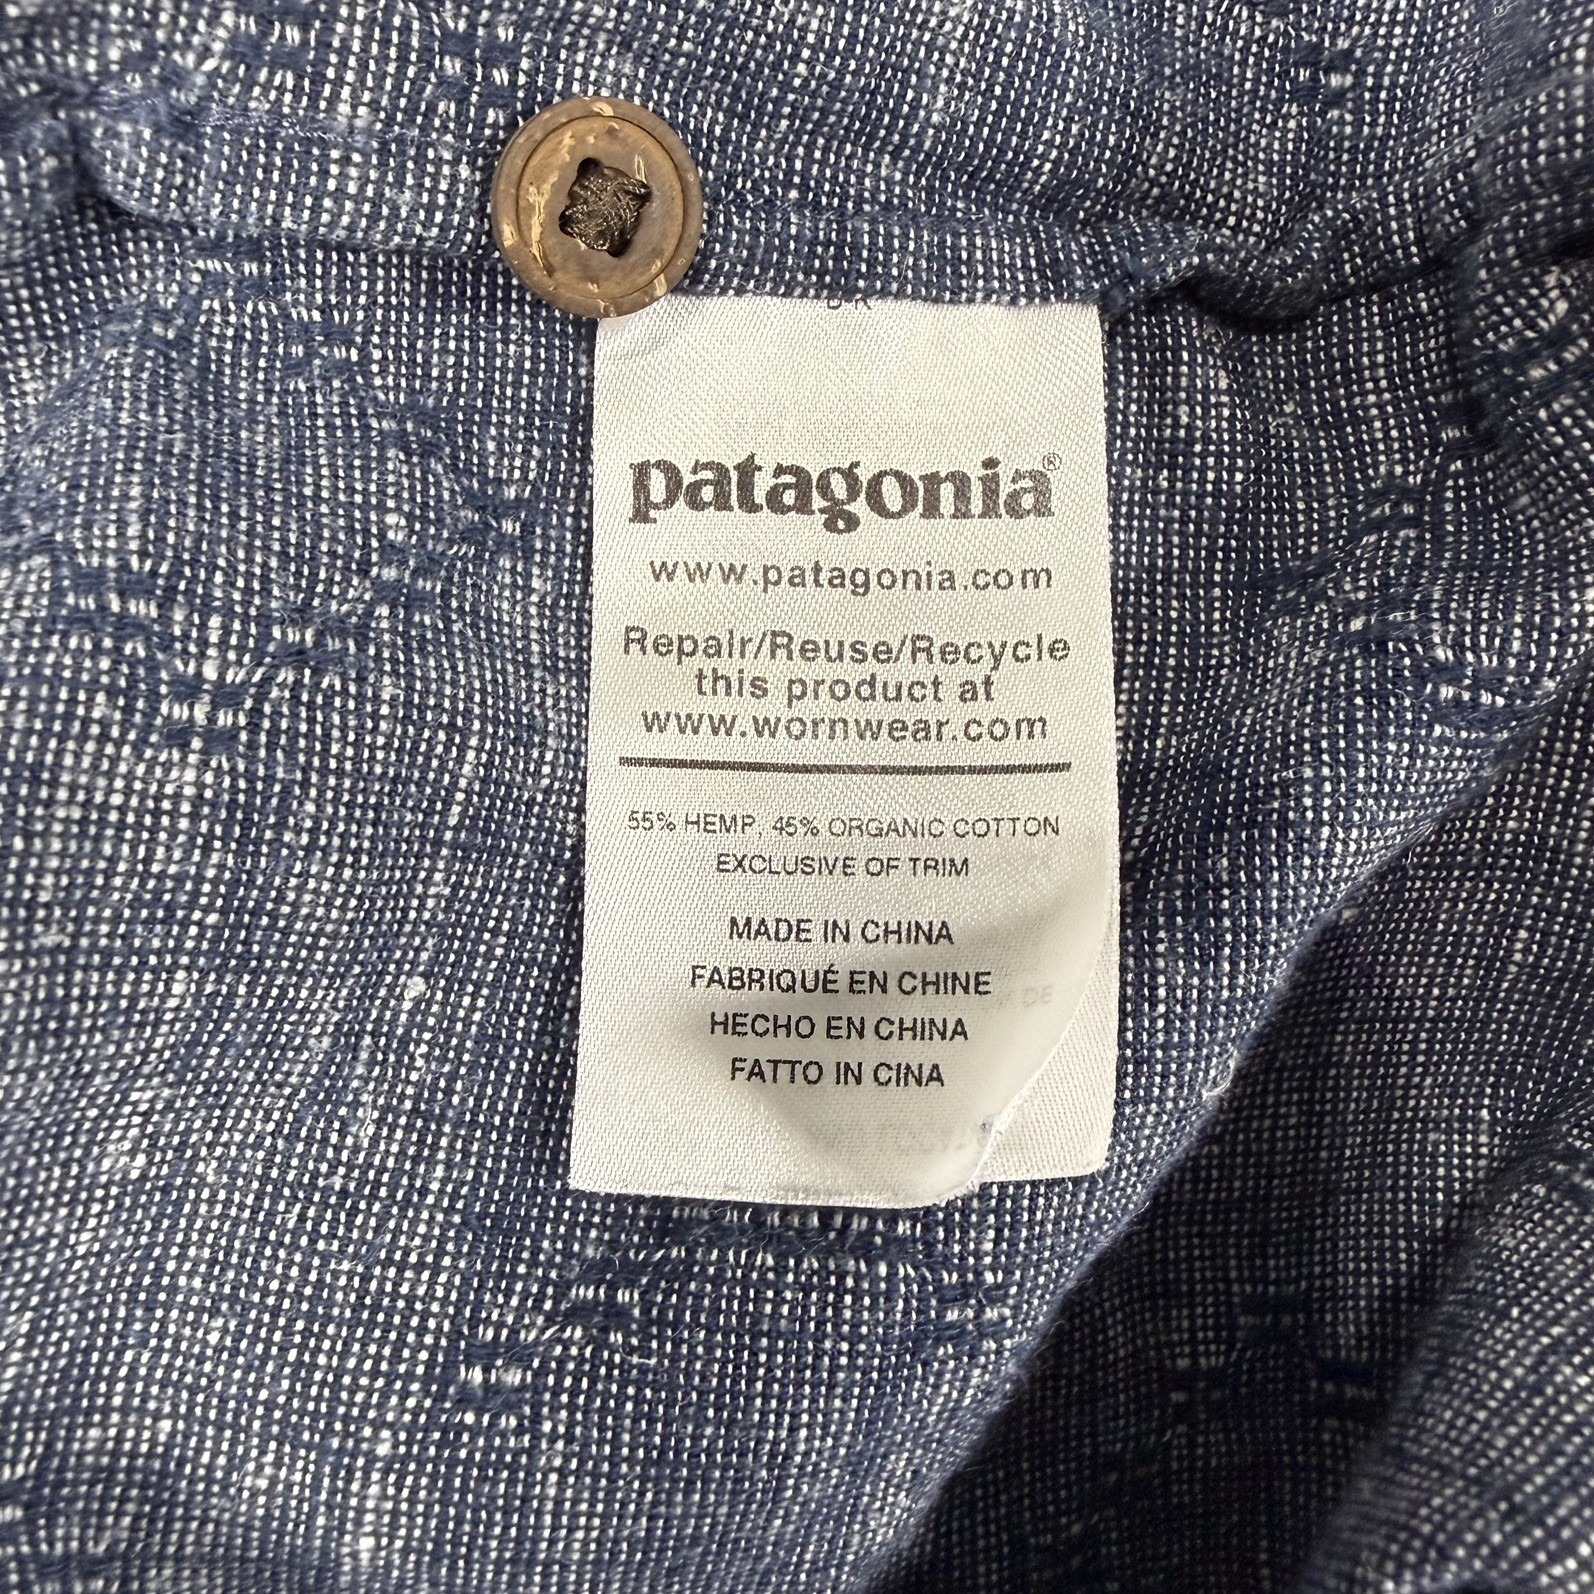 patagonia®
www.patagonia.com
Repair/Reuse/Recycle
this product at
www.wornwear.com
55% HEMP, 45% ORGANIC COTTON
EXCLUSIVE OF TRIM
MADE IN CHINA
FABRIQUÉ EN CHINE
HECHO EN CHINA
FATTO IN CINA